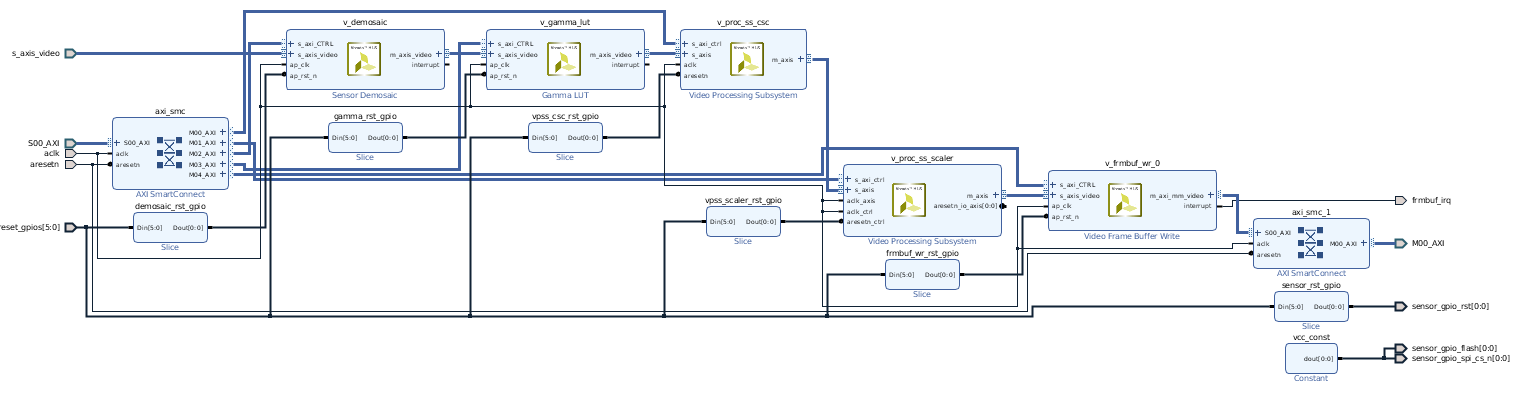 v_demosaic
s_axi_CTRL
s_axis_video
ap_clk
ap_rst_n
m_axis_video
interrupt
Sensor Demosaic
v_gamma_lut
s_axi_CTRL
s_axis_video
ap_clk
ap_rst_n
m_axis_video
interrupt
Gamma LUT
v_proc_ss_csc
s_axi_ctrl
s_axis
aclk
aresetn
m_axis
Video Processing Subsystem
s_axis_video
S00_AXI
aclk
aresetn
reset_gpios[5:0]
axi_smc
S00_AXI
aclk
aresetn
M00_AXI
M01_AXI
M02_AXI
M03_AXI
M04_AXI
AXI SmartConnect
gamma_rst_gpio
Din[5:0] Dout[0:0]
Slice
vpss_csc_rst_gpio
Din[5:0] Dout[0:0]
Slice
demosaic_rst_gpio
Din[5:0] Dout[0:0]
Slice
vpss_scaler_rst_gpio
Din[5:0] Dout[0:0]
Slice
v_proc_ss_scaler
s_axi_ctrl
s_axis
aclk_axis
aclk_ctrl
aresetn_ctrl
m_axis
aresetn_io_axis[0:0]
Video Processing Subsystem
v_frmbuf_wr_0
s_axi_CTRL
s_axis_video
ap_clk
ap_rst_n
m_axi_mm_video
interrupt
Video Frame Buffer Write
frmbuf_wr_rst_gpio
Din[5:0] Dout[0:0]
Slice
axi_smc_1
S00_AXI
aclk
aresetn
M00_AXI
AXI SmartConnect
sensor_rst_gpio
Din[5:0] Dout[0:0]
Slice
vcc_const
dout[0:0]
Constant
frmbuf_irq
M00_AXI
sensor_gpio_rst[0:0]
sensor_gpio_flash[0:0]
sensor_gpio_spi_cs_n[0:0]